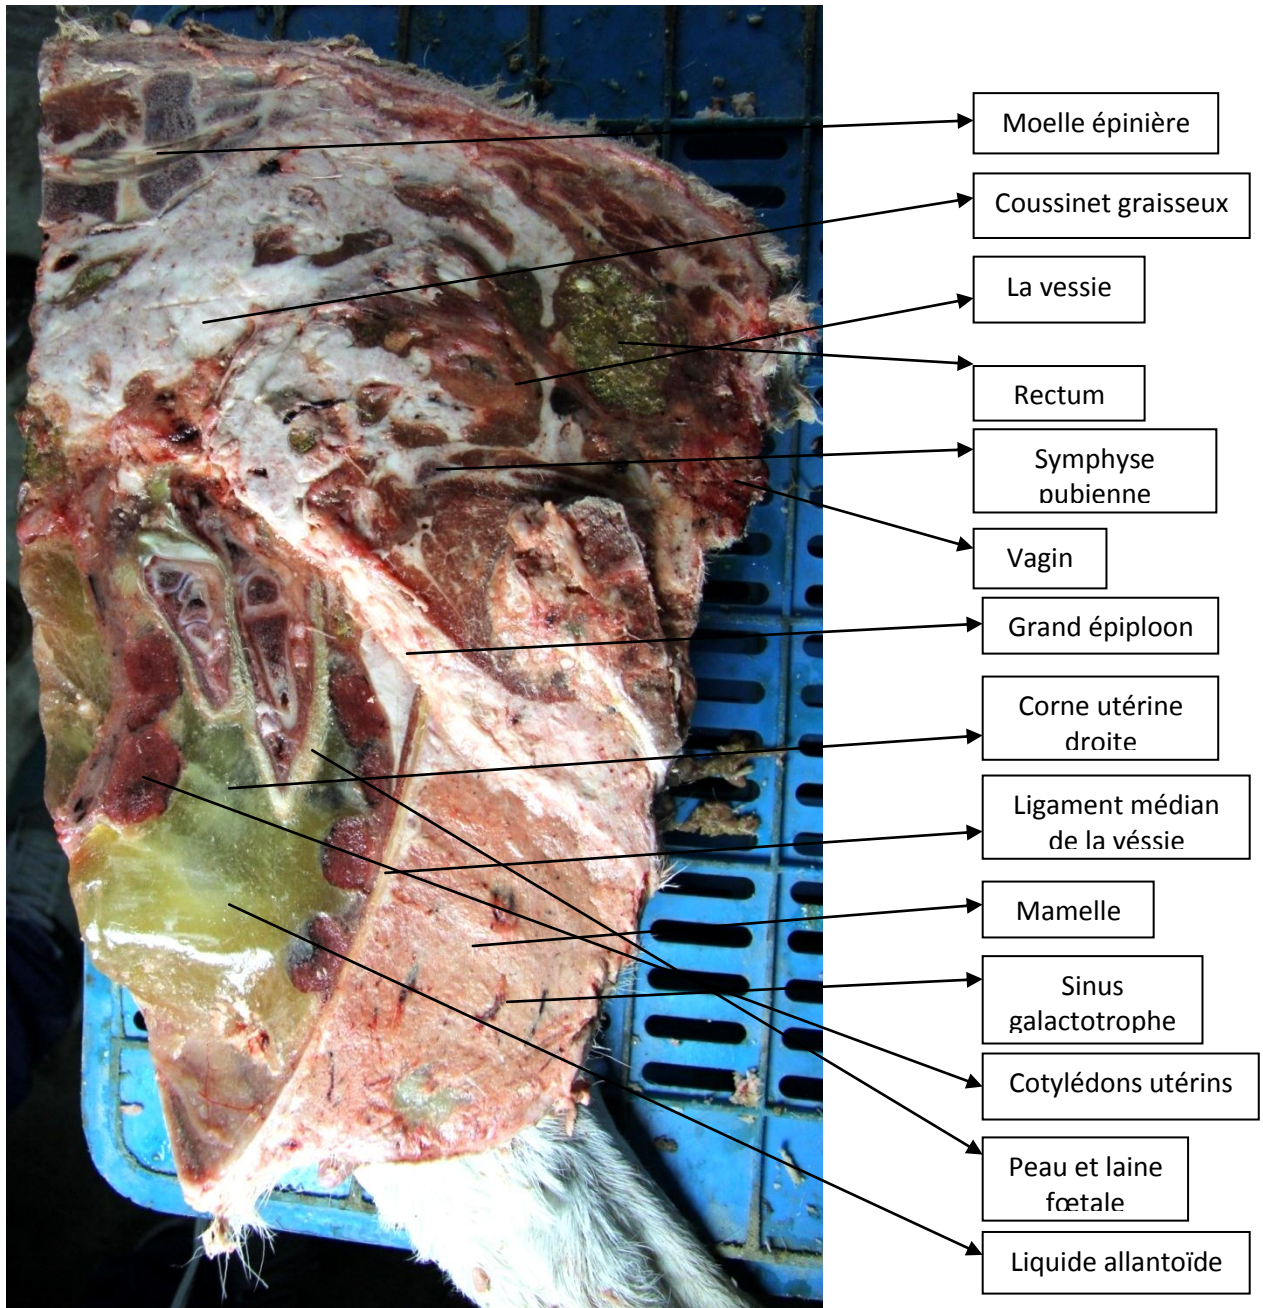 Moelle épinière
Coussinet graisseux
La vessie
Rectum
Symphyse
pubienne
Vagin
Grand épiploon
Corne utérine
droite
Ligament médian
de la véssie
Mamelle
Sinus
galactotrophe
Cotylédons utérins
Peau et laine
fœtale
Liquide allantoïde